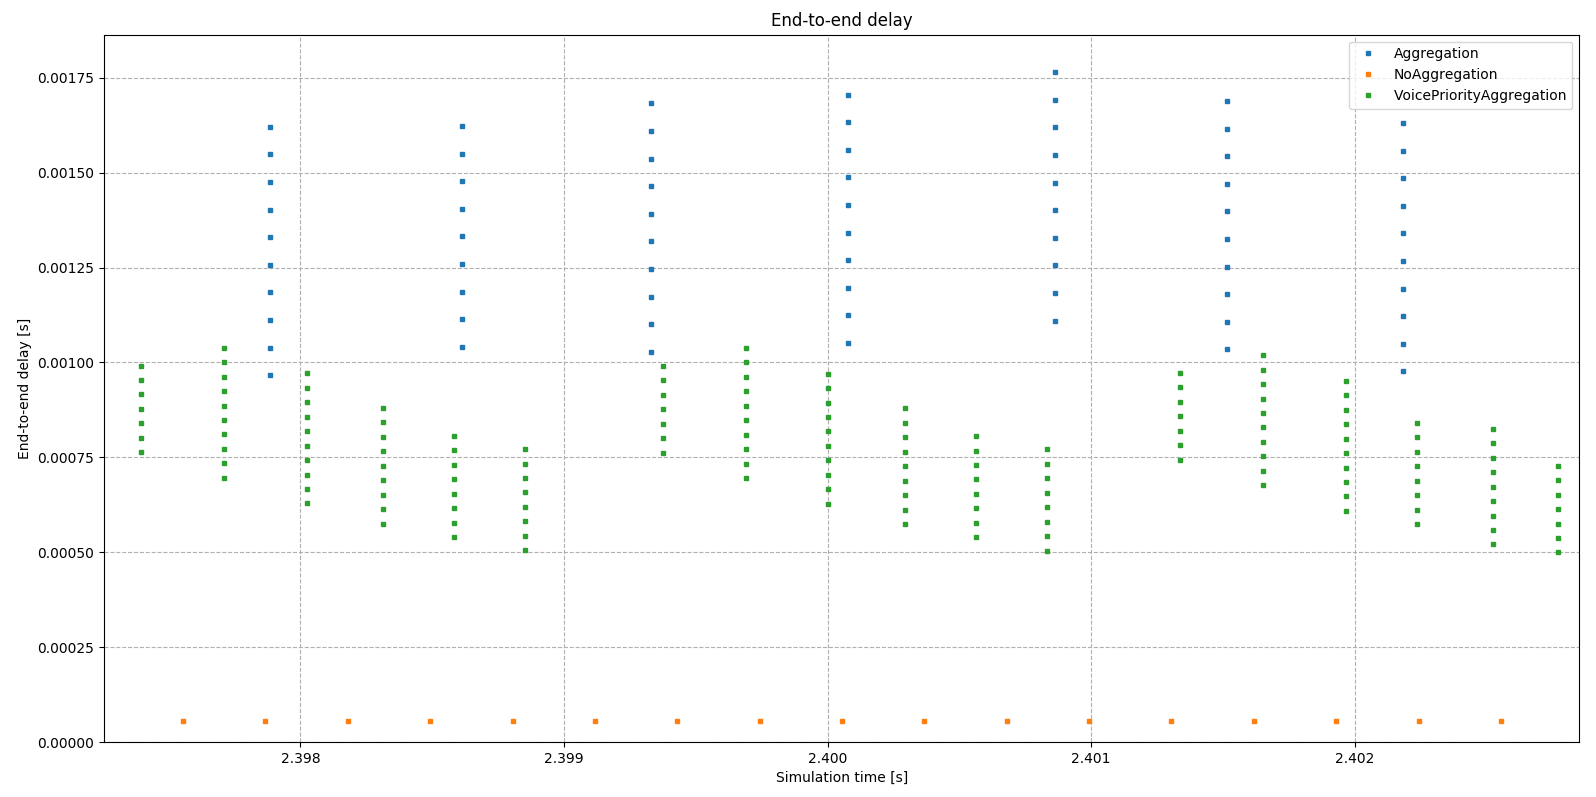 End-to-end delay
Aggregation
NoAggregation
VoicePriorityAggregation
End-to-end delay [s]
0.00175
0.00150
0.00125
0.00100
0.00075
0.00050
0.00025
0.00000
2.398 2.399 2.400 2.401 2.402
Simulation time [s]